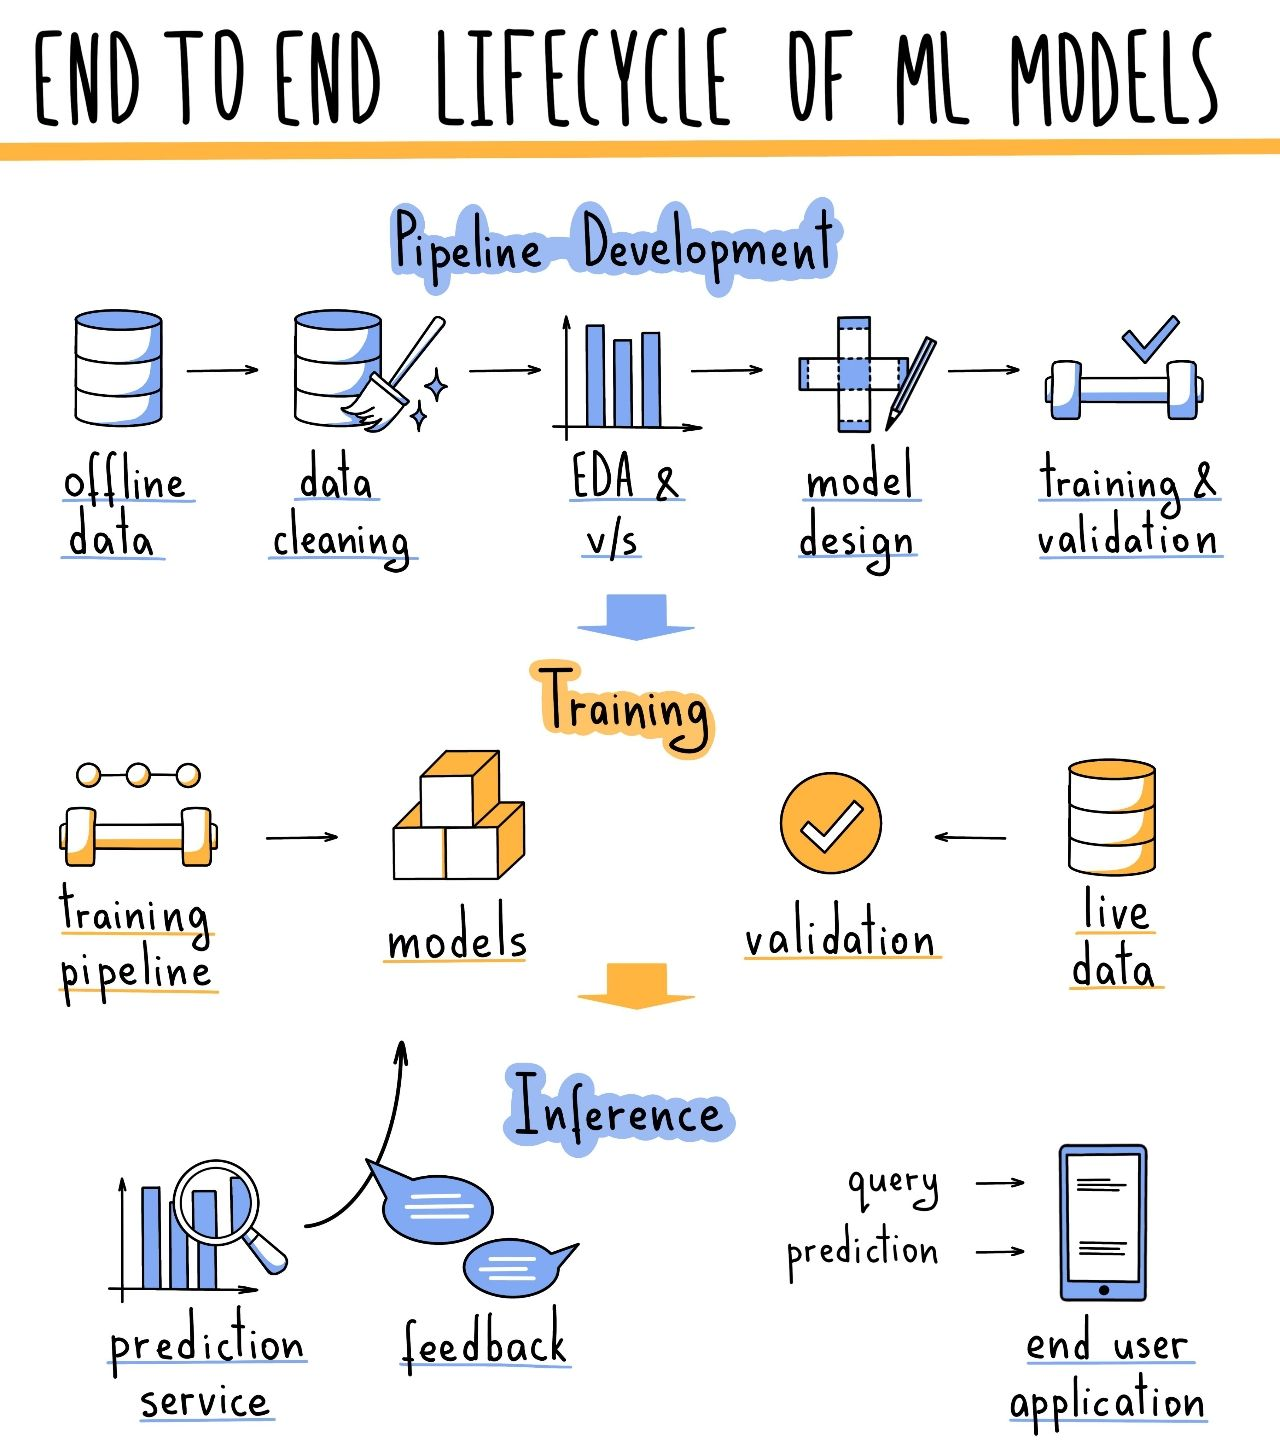 END TO END LIFECYCLE OF ML MODELS
Pipeline Development
offline
data
data
cleaning
EDA &
v/s
model
design
training &
validation
Training
training
pipeline
models
validation
live
data
Inference
query
prediction
prediction
service
feedback
end user
application